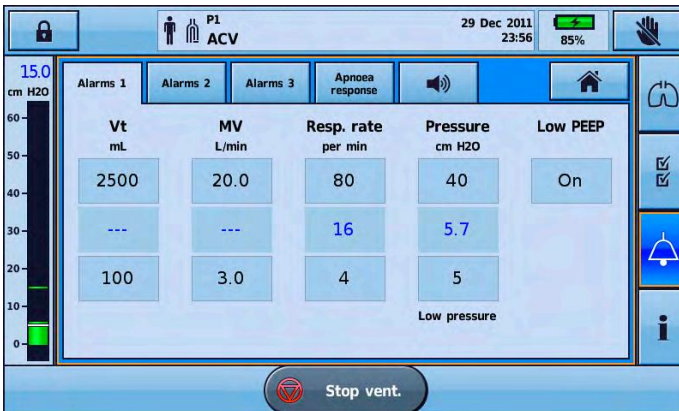 P1
ACV
29 Dec 2011
23:56
85%
15.0
cm H2O
Alarms 1
Alarms 2
Alarms 3
Apnoea
response
Vt
MV
Resp. rate
Pressure
Low PEEP
mL
L/min
per min
cm H2O
2500
20.0
80
40
On
---
---
16
5.7
100
3.0
4
5
Low pressure
60
50
40
30
20
10
0
i
Stop vent.